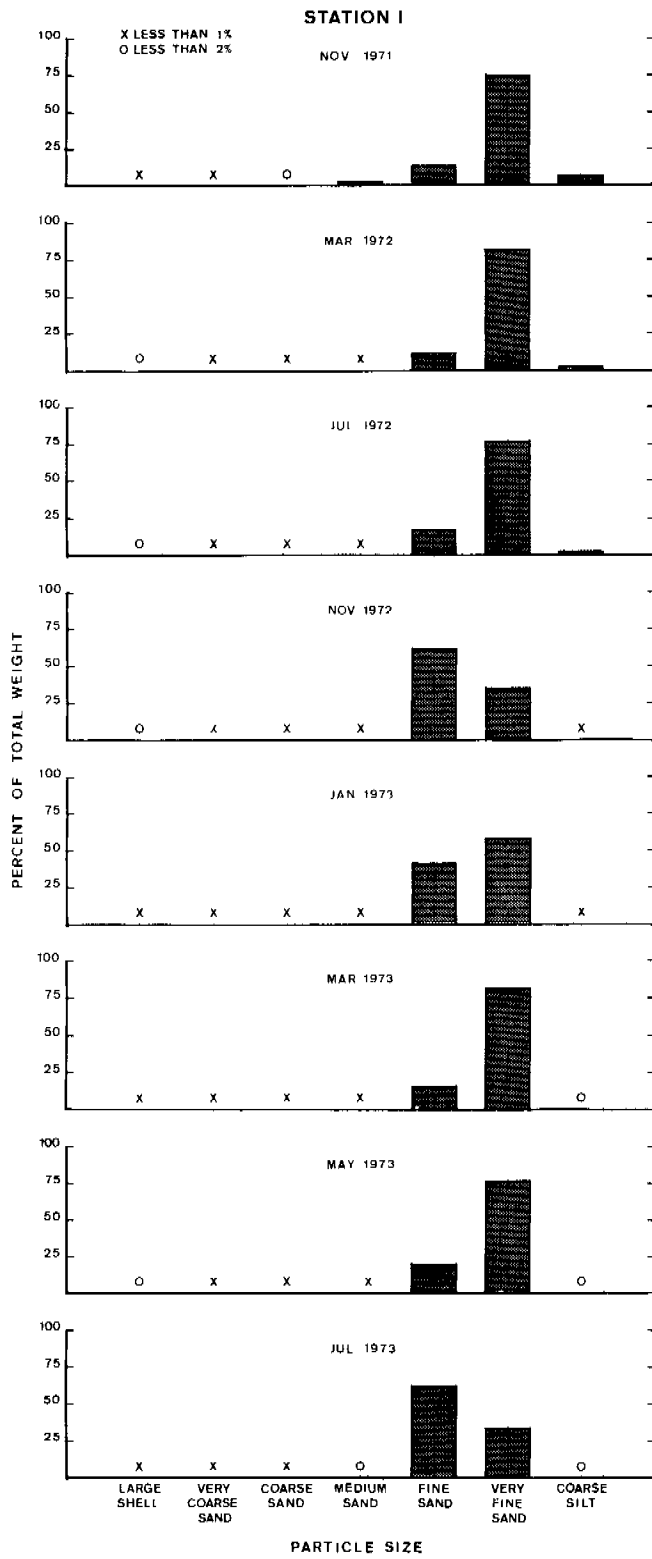 STATION I
X LESS THAN 1%
O LESS THAN 2%
NOV 1971
100
75
50
25
X X O
MAR 1972
100
75
50
25
O X X X
JUL 1972
100
75
50
25
O X X X
NOV 1972
100
75
50
25
O X X X X
JAN 1973
100
75
50
25
X X X X X
MAR 1973
100
75
50
25
X X X X O
MAY 1973
100
75
50
25
O X X X O
JUL 1973
100
75
50
25
X X X O O
PERCENT OF TOTAL WEIGHT
LARGE SHELL
VERY COARSE SAND
COARSE SAND
MEDIUM SAND
FINE SAND
VERY FINE SAND
COARSE SILT
PARTICLE SIZE